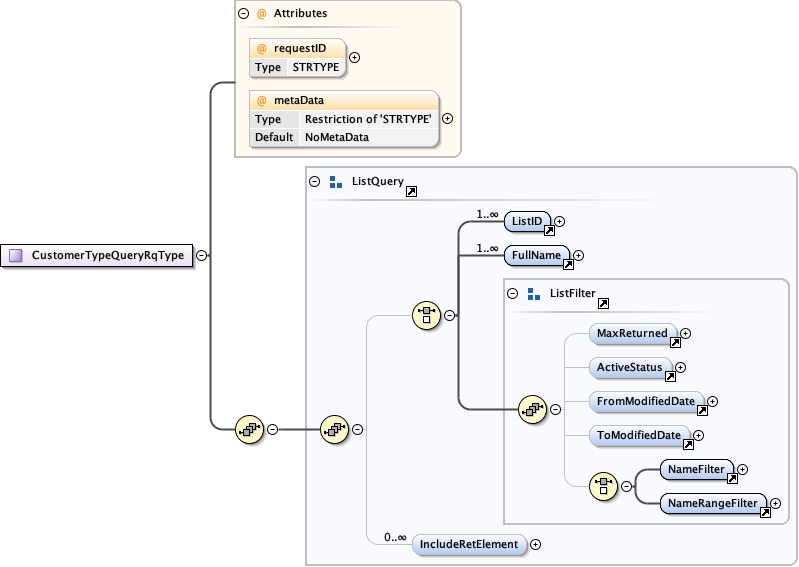 @ Attributes
@ requestID
Type STRTYPE
@ metaData
Type Restriction of 'STRTYPE'
Default NoMetaData
ListQuery
1..∞ ListID
1..∞ FullName
CustomerTypeQueryRqType
ListFilter
MaxReturned
ActiveStatus
FromModifiedDate
ToModifiedDate
NameFilter
NameRangeFilter
0..∞ IncludeRetElement